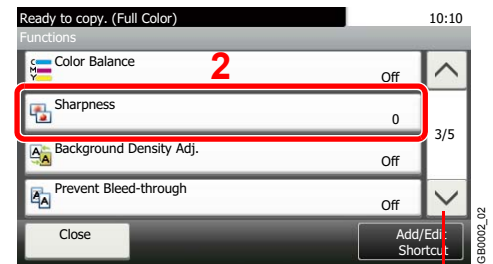 Ready to copy. (Full Color)
10:10
Functions
Color Balance
2
Off
Sharpness
0
3/5
Background Density Adj.
Off
Prevent Bleed-through
Off
Close
Add/Edit
Shortcut
GB0002_02